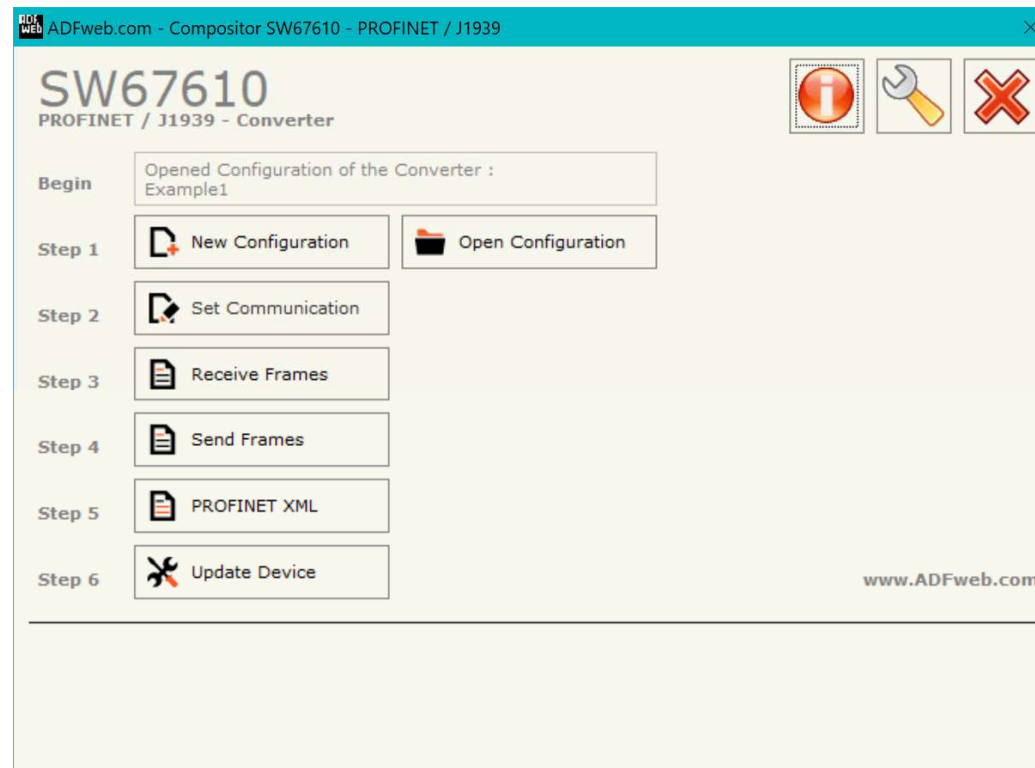 ADF
WEB ADFweb.com - Compositor SW67610 - PROFINET / J1939
SW67610
PROFINET / J1939 - Converter
Begin
Opened Configuration of the Converter :
Example1
Step 1
New Configuration
Open Configuration
Step 2
Set Communication
Step 3
Receive Frames
Step 4
Send Frames
Step 5
PROFINET XML
Step 6
Update Device
www.ADFweb.com